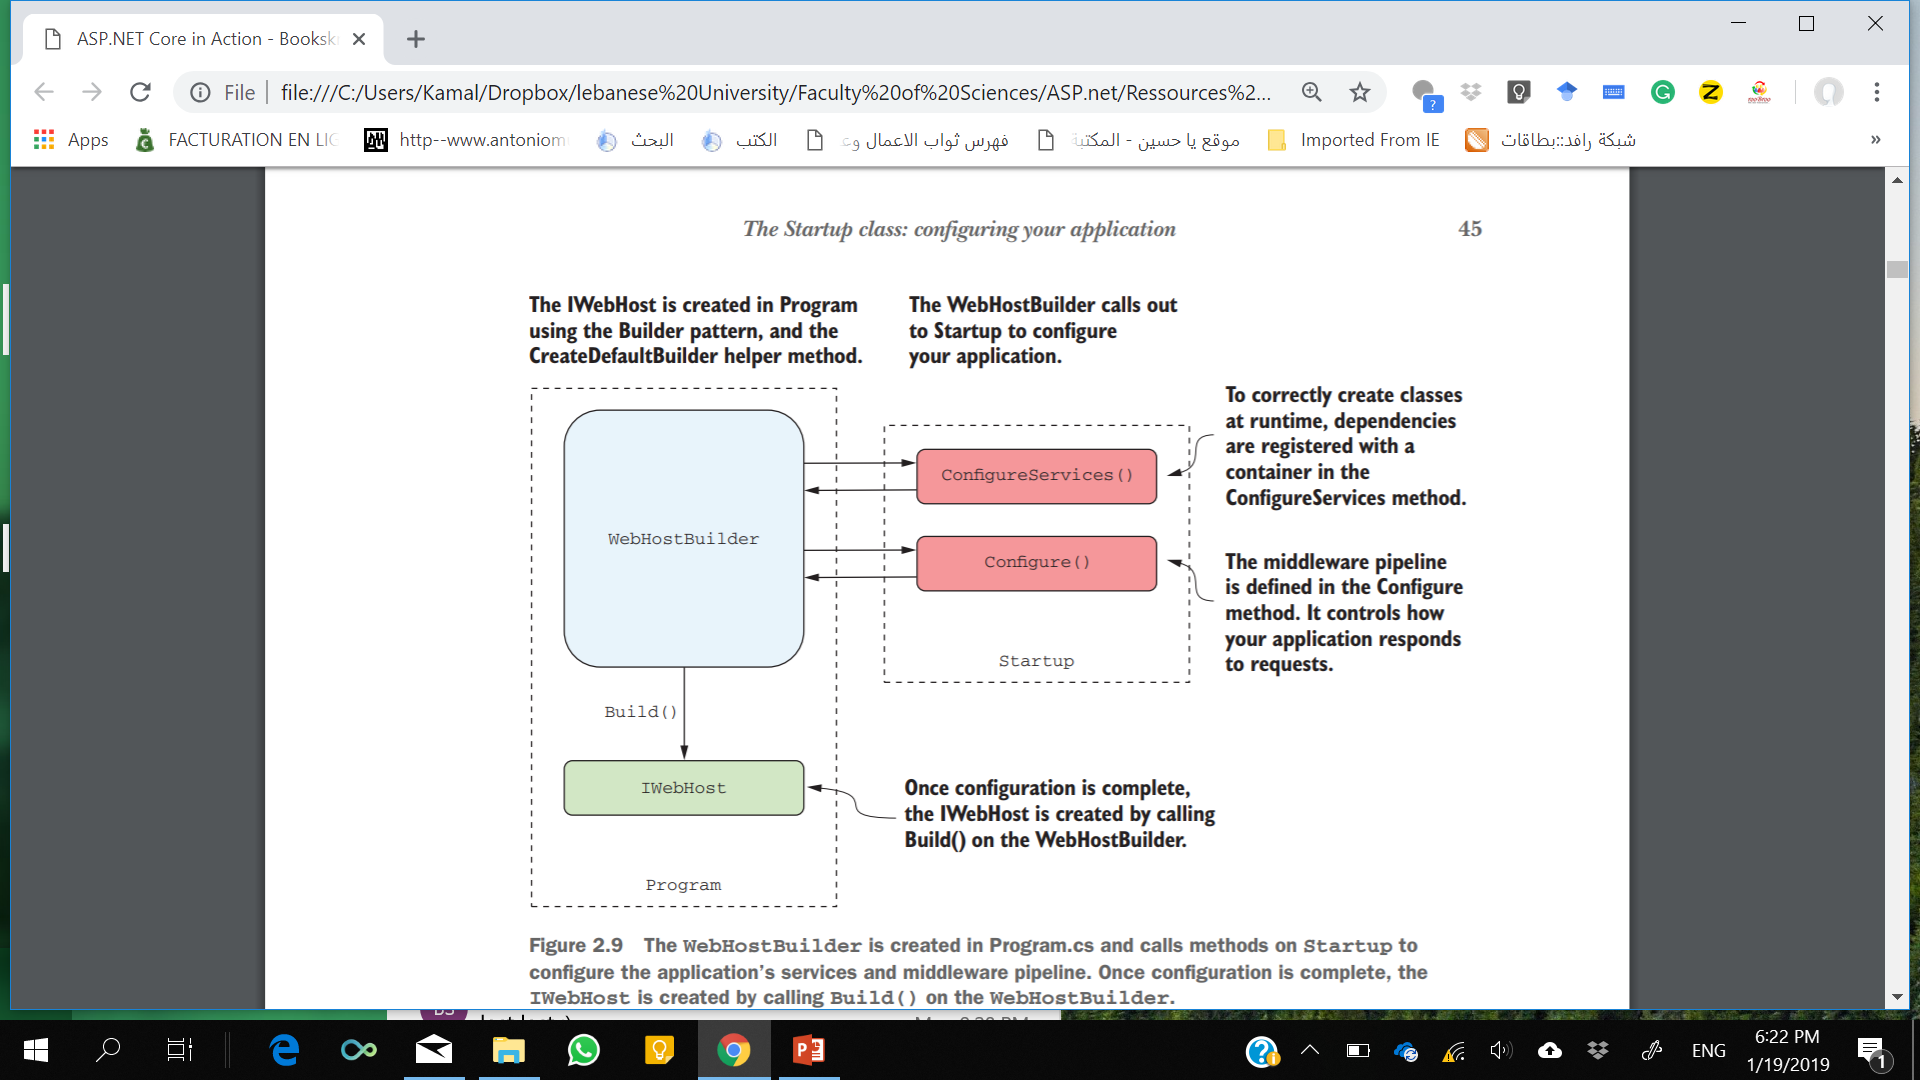 ASP.NET Core in Action - Booksk
File
file:///C:/Users/Kamal/Dropbox/lebanese%20University/Faculty%20of%20Sciences/ASP.net/Ressources%2...
Apps
FACTURATION EN LIG
http--www.antoniom
البحث
الكتب
فهرس ثواب الاعمال وع
موقع يا حسين - المكتبة
Imported From IE
شبكة رافد::بطاقات
»
The Startup class: configuring your application 45
The IWebHost is created in Program
using the Builder pattern, and the
CreateDefaultBuilder helper method.
The WebHostBuilder calls out
to Startup to configure
your application.
To correctly create classes
at runtime, dependencies
are registered with a
container in the
ConfigureServices method.
ConfigureServices()
WebHostBuilder
Configure()
The middleware pipeline
is defined in the Configure
method. It controls how
your application responds
to requests.
Startup
Build()
IWebHost
Once configuration is complete,
the IWebHost is created by calling
Build() on the WebHostBuilder.
Program
Figure 2.9 The WebHostBuilder is created in Program.cs and calls methods on Startup to
configure the application's services and middleware pipeline. Once configuration is complete, the
IWebHost is created by calling Build() on the WebHostBuilder.
ENG
6:22 PM
1/19/2019
1